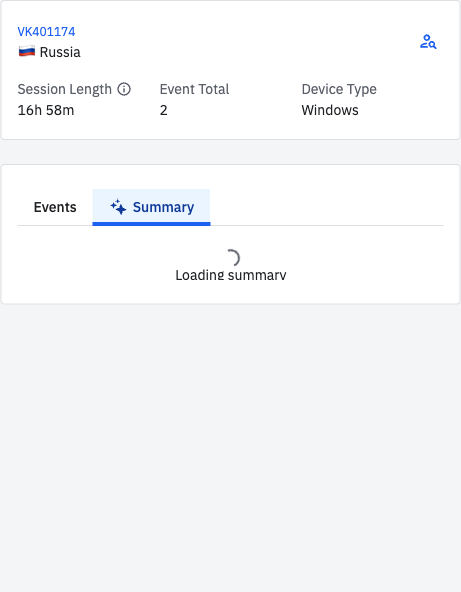 VK401174
Russia
Session Length Event Total Device Type
16h 58m 2 Windows
Events Summary
Loading summary